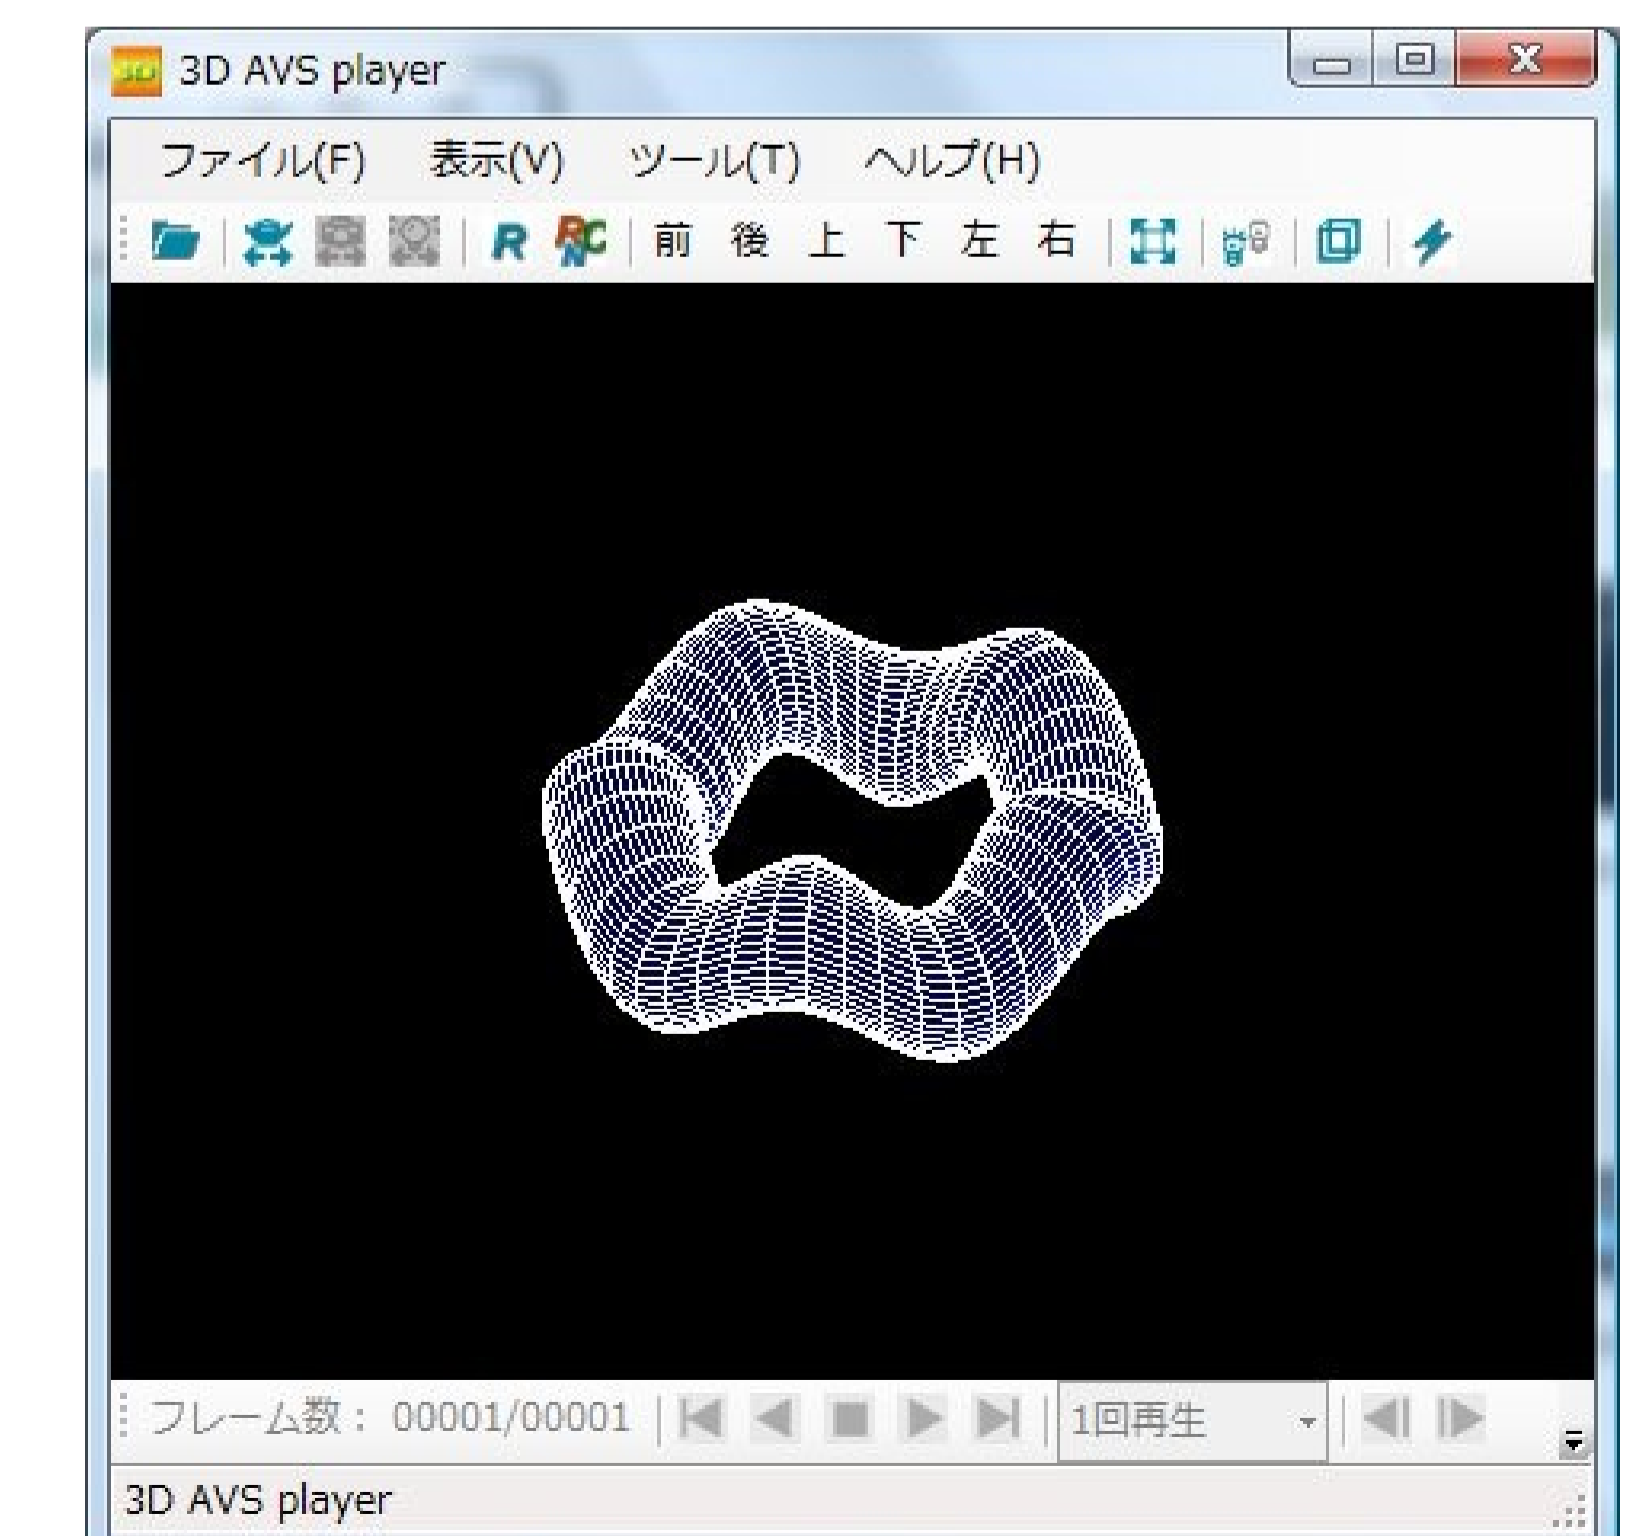 3D AVS player
ファイル(F) 表示(V) ツール(T) ヘルプ(H)
R RNC 前 後 上 下 左 右
フレーム数： 00001/00001 1回再生
3D AVS player